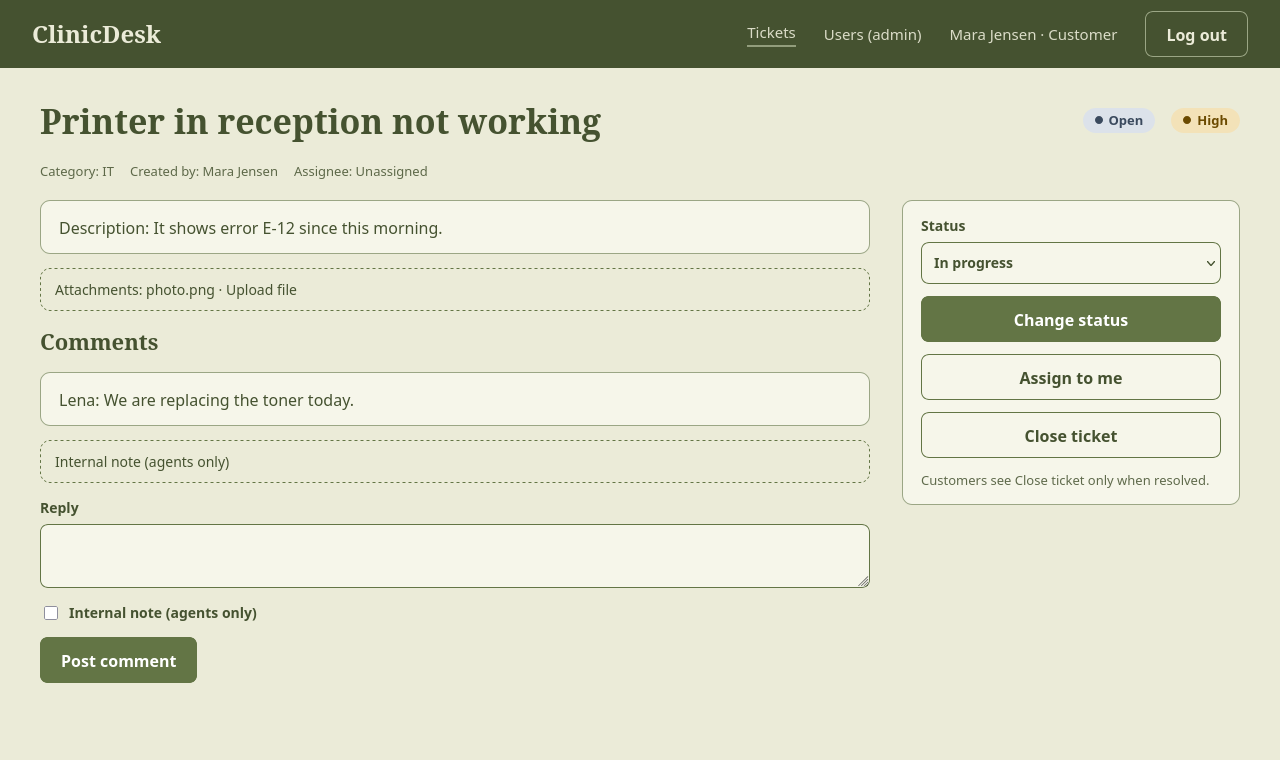 ClinicDesk
Tickets
Users (admin)
Mara Jensen · Customer
Log out
Printer in reception not working
Open
High
Category: IT
Created by: Mara Jensen
Assignee: Unassigned
Description: It shows error E-12 since this morning.
Attachments: photo.png · Upload file
Comments
Lena: We are replacing the toner today.
Internal note (agents only)
Reply
Internal note (agents only)
Post comment
Status
In progress
Change status
Assign to me
Close ticket
Customers see Close ticket only when resolved.